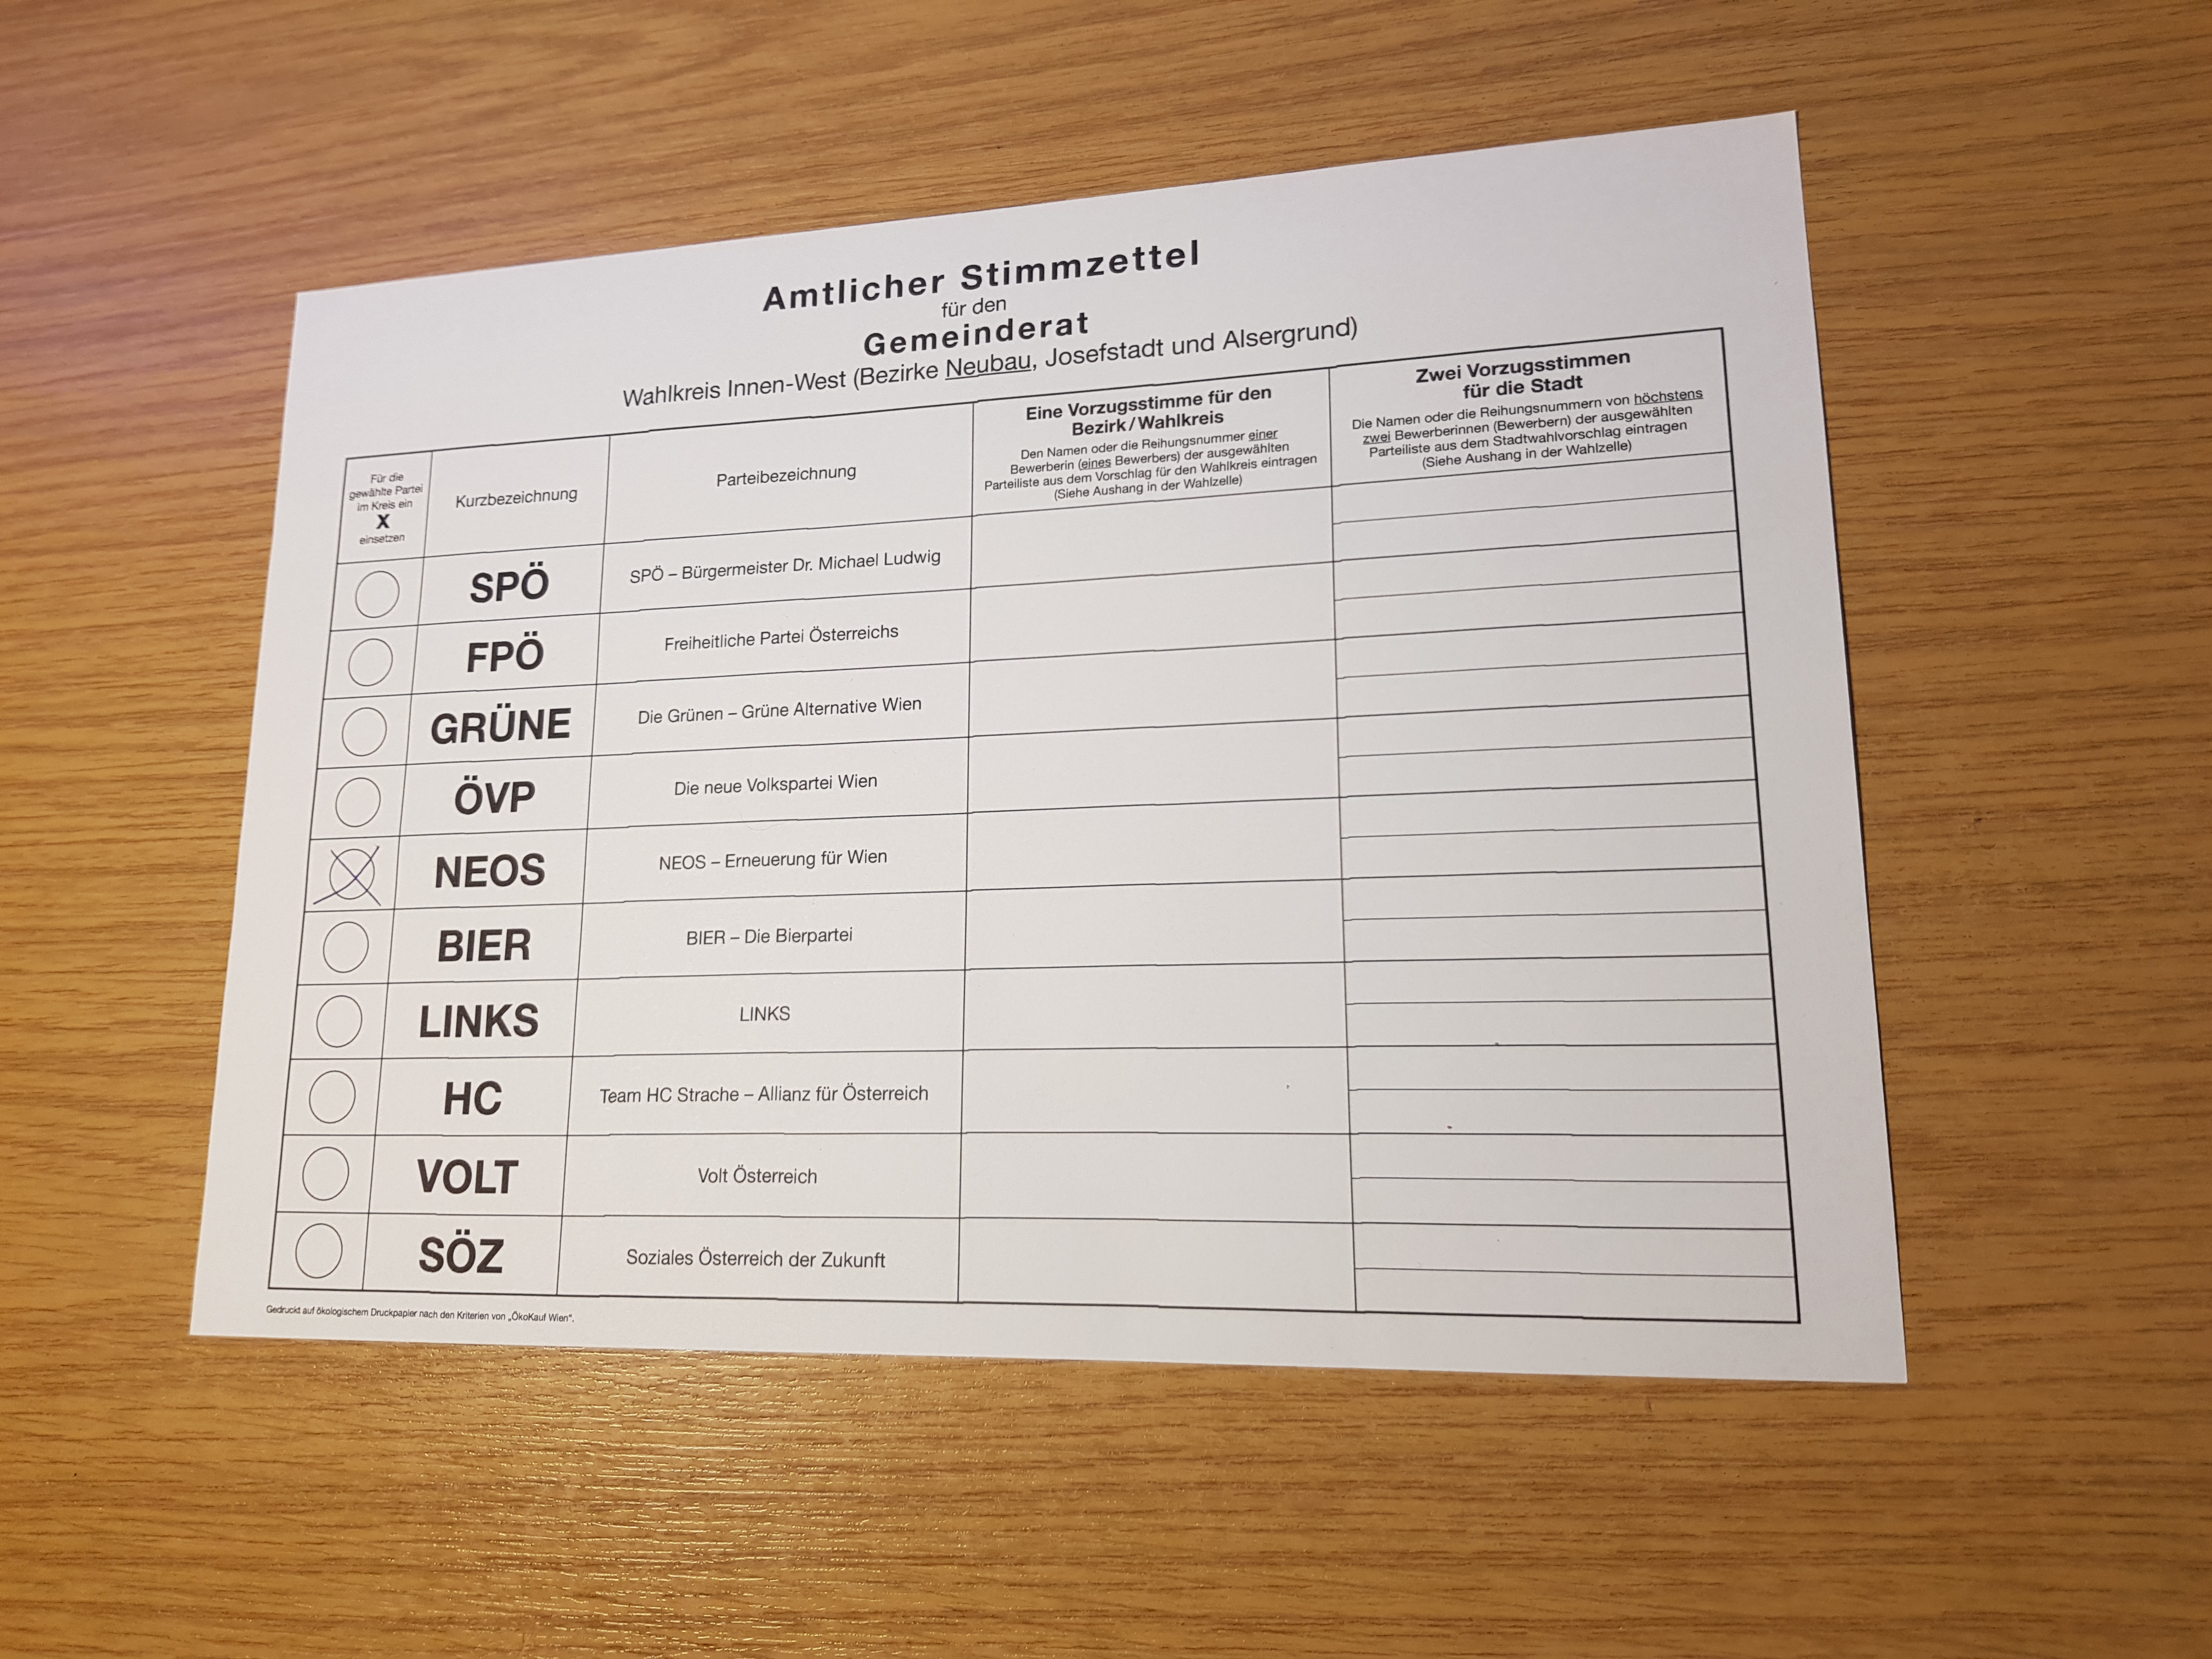 Amtlicher Stimmzettel
für den
Gemeinderat
Wahlkreis Innen-West (Bezirke Neubau, Josefstadt und Alsergrund)
Für die
gewählte Partei
im Kreis ein
X
einsetzen
Kurzbezeichnung
Parteibezeichnung
Eine Vorzugsstimme für den
Bezirk/Wahlkreis
Den Namen oder die Reihungsnummer einer
Bewerberin (eines Bewerbers) der ausgewählten
Parteiliste aus dem Vorschlag für den Wahlkreis eintragen
(Siehe Aushang in der Wahlzelle)
Zwei Vorzugsstimmen
für die Stadt
Die Namen oder die Reihungsnummern von höchstens
zwei Bewerberinnen (Bewerbern) der ausgewählten
Parteiliste aus dem Stadtwahlvorschlag eintragen
(Siehe Aushang in der Wahlzelle)
SPÖ SPÖ – Bürgermeister Dr. Michael Ludwig
FPÖ Freiheitliche Partei Österreichs
GRÜNE Die Grünen – Grüne Alternative Wien
ÖVP Die neue Volkspartei Wien
X NEOS NEOS – Erneuerung für Wien
BIER BIER – Die Bierpartei
LINKS LINKS
HC Team HC Strache – Allianz für Österreich
VOLT Volt Österreich
SÖZ Soziales Österreich der Zukunft
Gedruckt auf ökologischem Druckpapier nach den Kriterien von „ÖkoKauf Wien“.